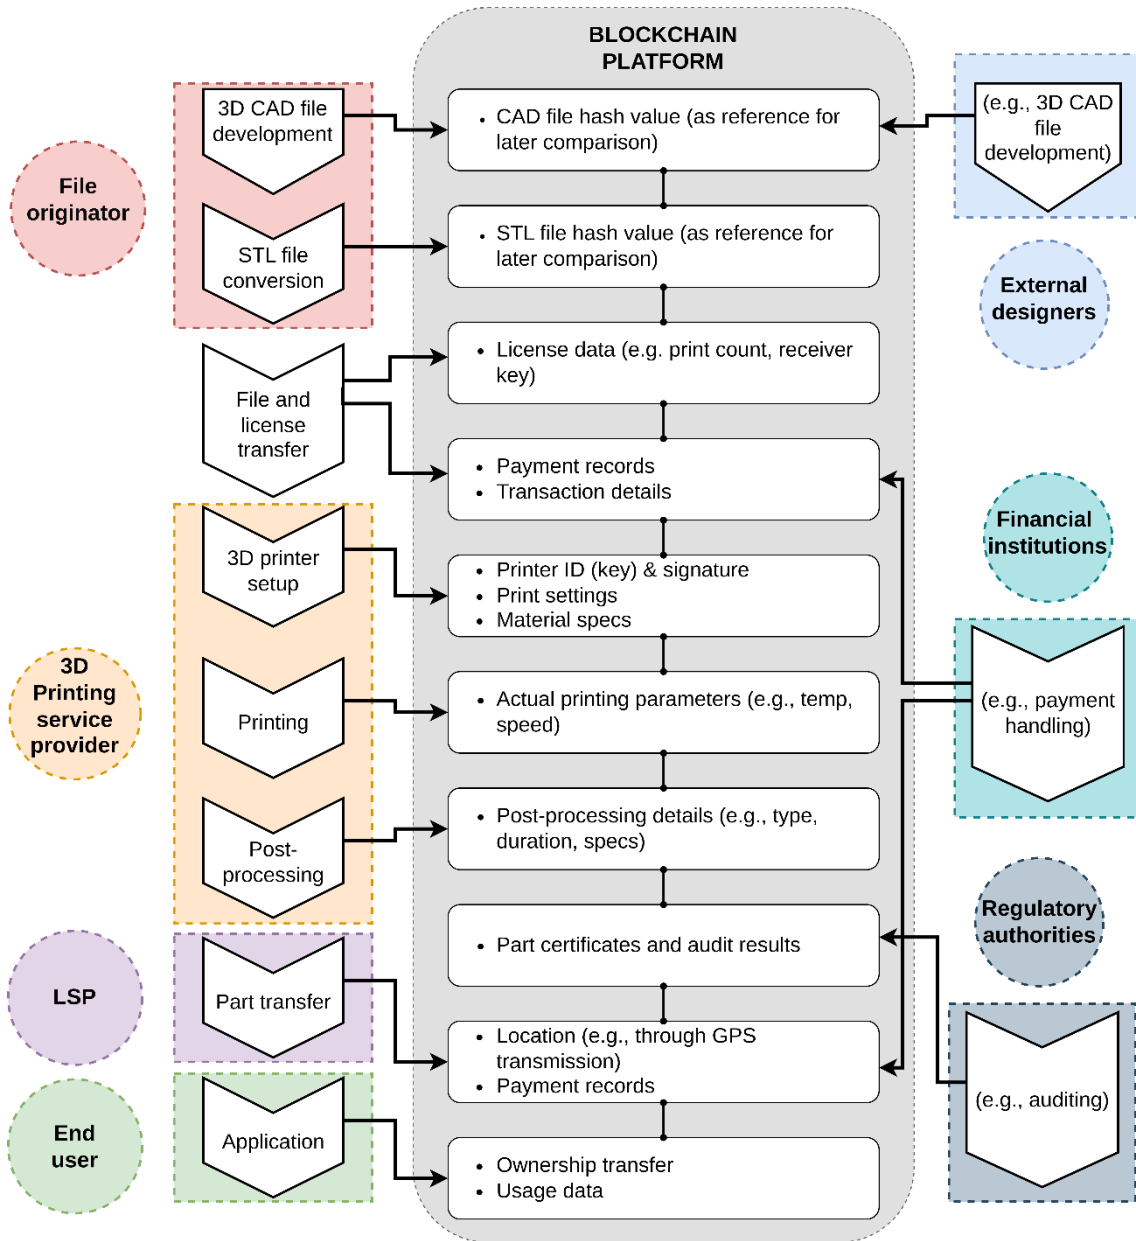 BLOCKCHAIN
PLATFORM
File
originator
3D CAD file
development
STL file
conversion
File and
license
transfer
3D
Printing
service
provider
3D printer
setup
Printing
Post-
processing
LSP
Part transfer
End
user
Application
• CAD file hash value (as reference for
later comparison)
• STL file hash value (as reference for
later comparison)
• License data (e.g. print count, receiver
key)
• Payment records
• Transaction details
• Printer ID (key) & signature
• Print settings
• Material specs
• Actual printing parameters (e.g., temp,
speed)
• Post-processing details (e.g., type,
duration, specs)
• Part certificates and audit results
• Location (e.g., through GPS
transmission)
• Payment records
• Ownership transfer
• Usage data
(e.g., 3D CAD
file
development)
External
designers
Financial
institutions
(e.g., payment
handling)
Regulatory
authorities
(e.g., auditing)